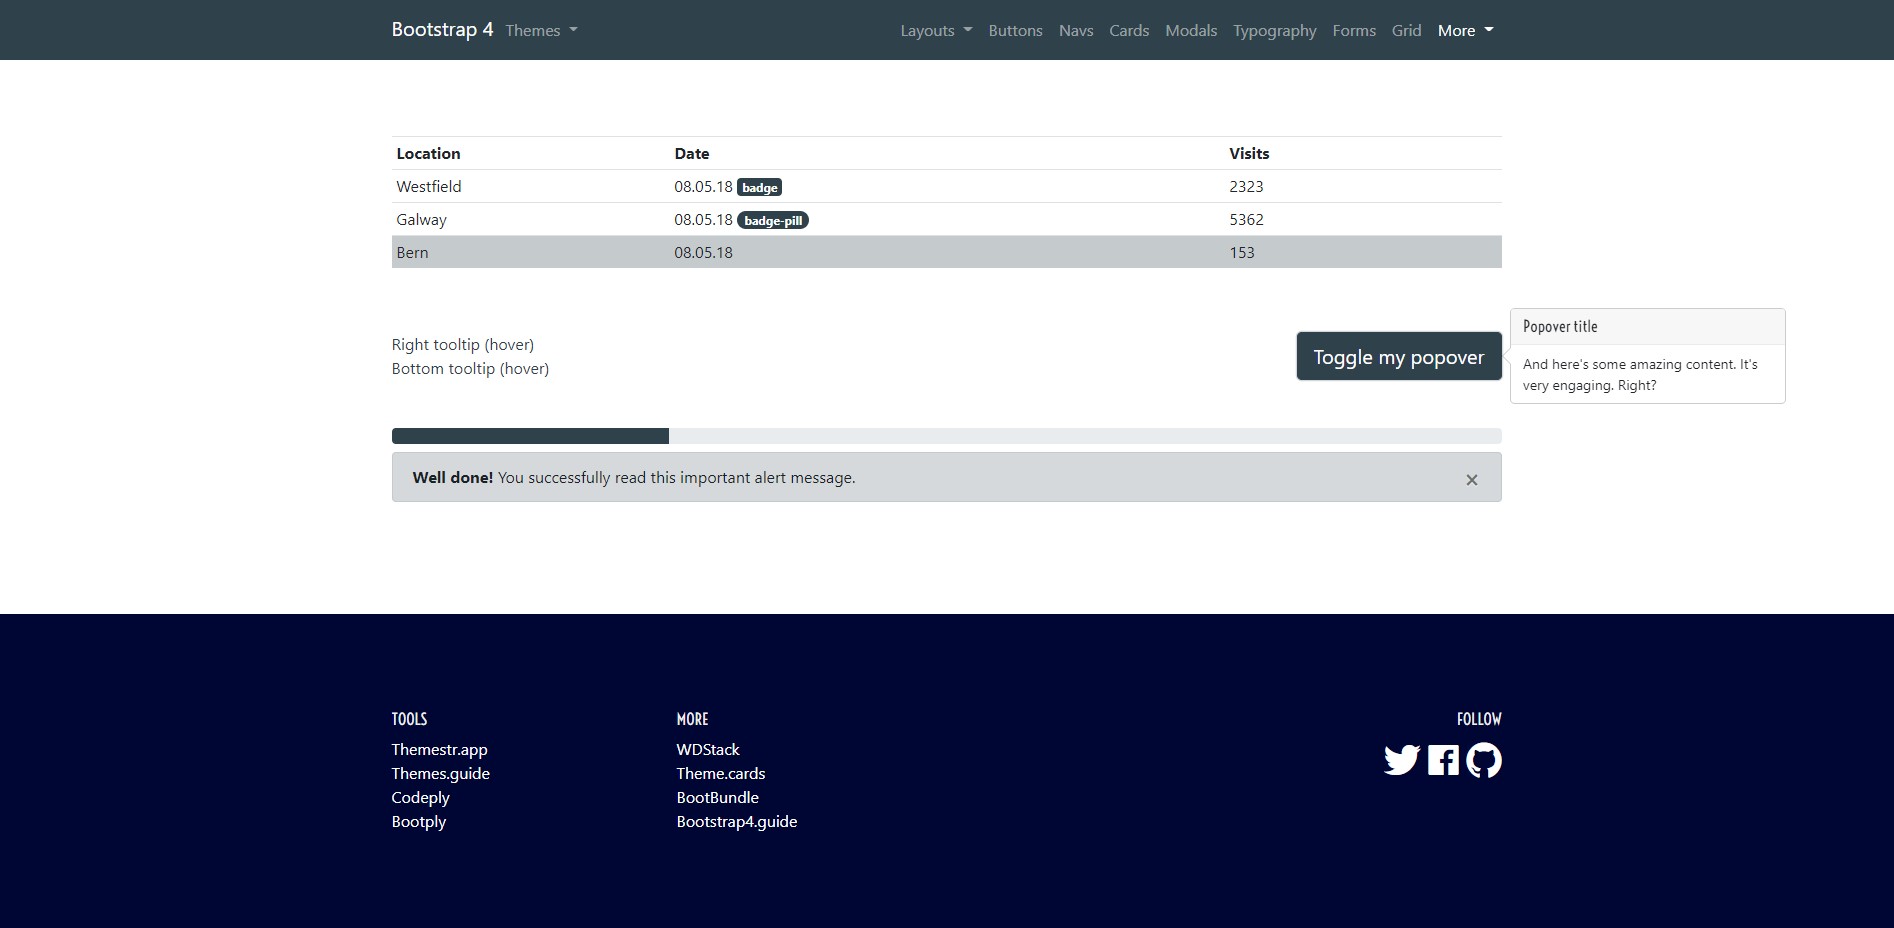 Bootstrap 4 Themes Layouts Buttons Navs Cards Modals Typography Forms Grid More
Location Date Visits
Westfield 08.05.18 badge 2323
Galway 08.05.18 badge-pill 5362
Bern 08.05.18 153
Right tooltip (hover)
Bottom tooltip (hover)
Toggle my popover
Popover title
And here's some amazing content. It's
very engaging. Right?
Well done! You successfully read this important alert message. ×
TOOLS
Themestr.app
Themes.guide
Codeply
Bootply
MORE
WDStack
Theme.cards
BootBundle
Bootstrap4.guide
FOLLOW